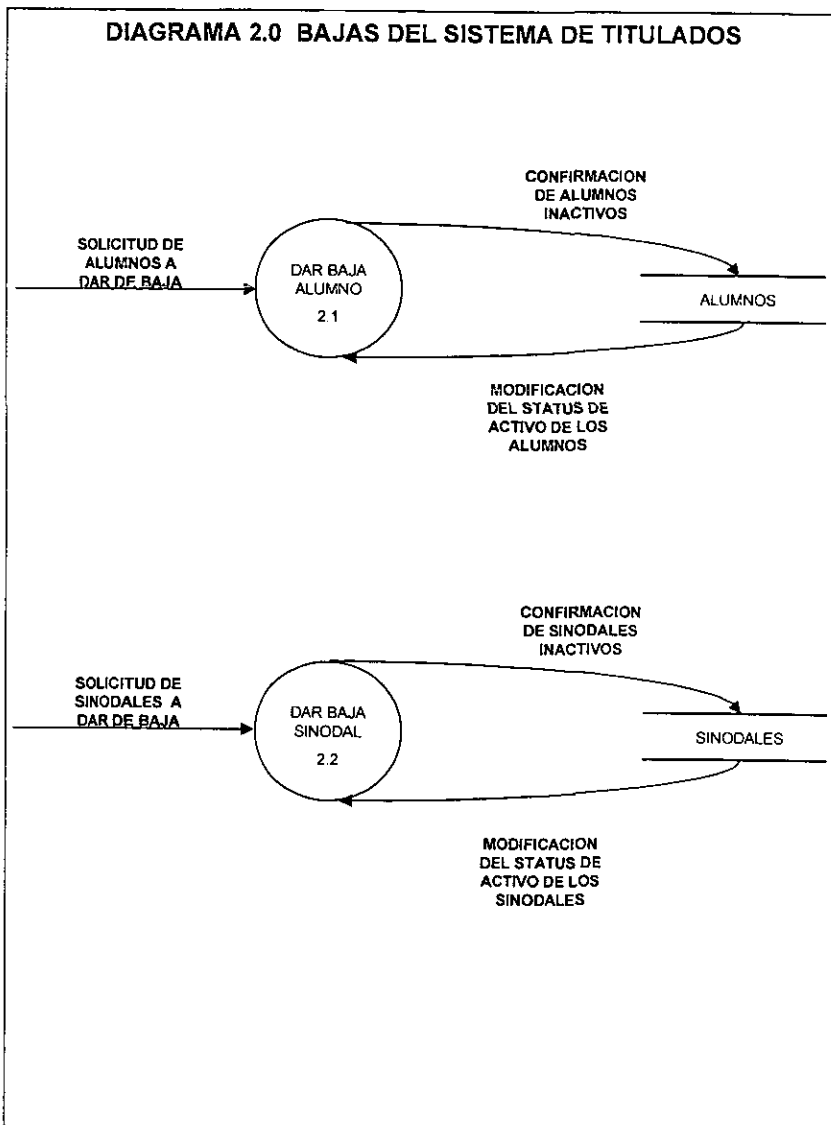 DIAGRAMA 2.0 BAJAS DEL SISTEMA DE TITULADOS
CONFIRMACION
DE ALUMNOS
INACTIVOS
SOLICITUD DE
ALUMNOS A
DAR DE BAJA
DAR BAJA
ALUMNO
2.1
ALUMNOS
MODIFICACION
DEL STATUS DE
ACTIVO DE LOS
ALUMNOS
CONFIRMACION
DE SINODALES
INACTIVOS
SOLICITUD DE
SINODALES A
DAR DE BAJA
DAR BAJA
SINODAL
2.2
SINODALES
MODIFICACION
DEL STATUS DE
ACTIVO DE LOS
SINODALES